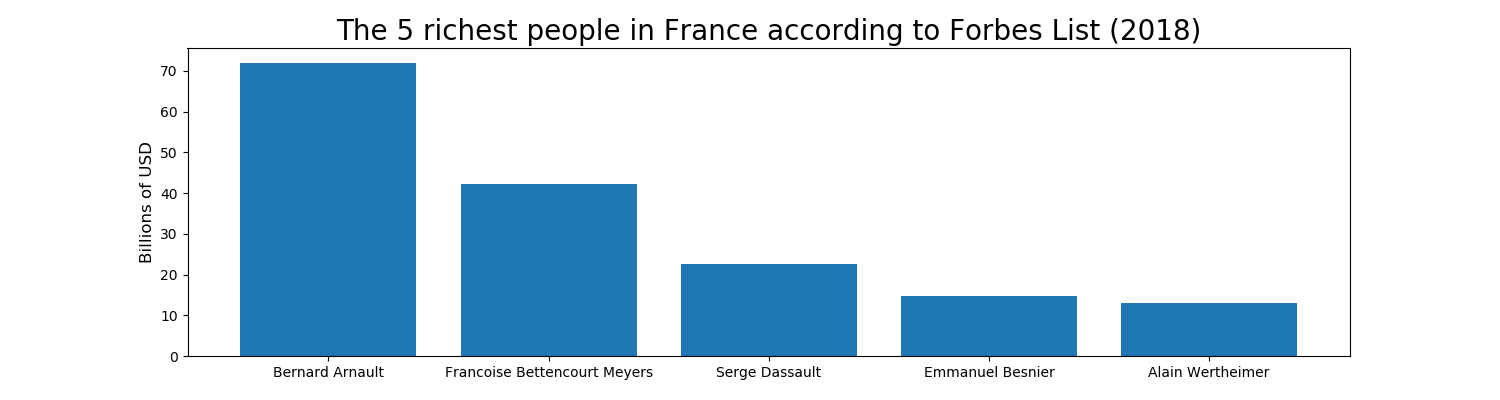 The 5 richest people in France according to Forbes List (2018)
Billions of USD
70
60
50
40
30
20
10
0
Bernard Arnault Francoise Bettencourt Meyers Serge Dassault Emmanuel Besnier Alain Wertheimer